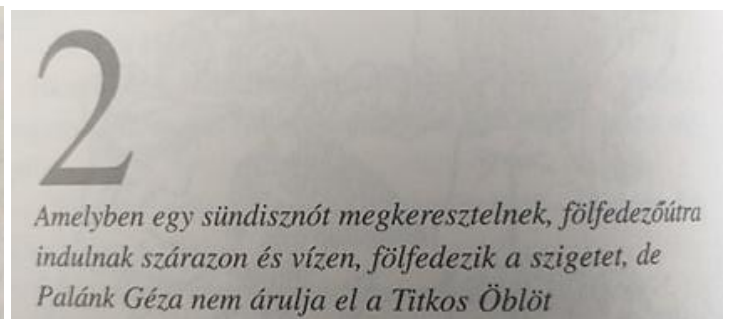 2
Amelyben egy sündisznót megkeresztelnek, fölfedezőútra
indulnak szárazon és vízen, fölfedezik a szigetet, de
Palánk Géza nem árulja el a Titkos Öblöt